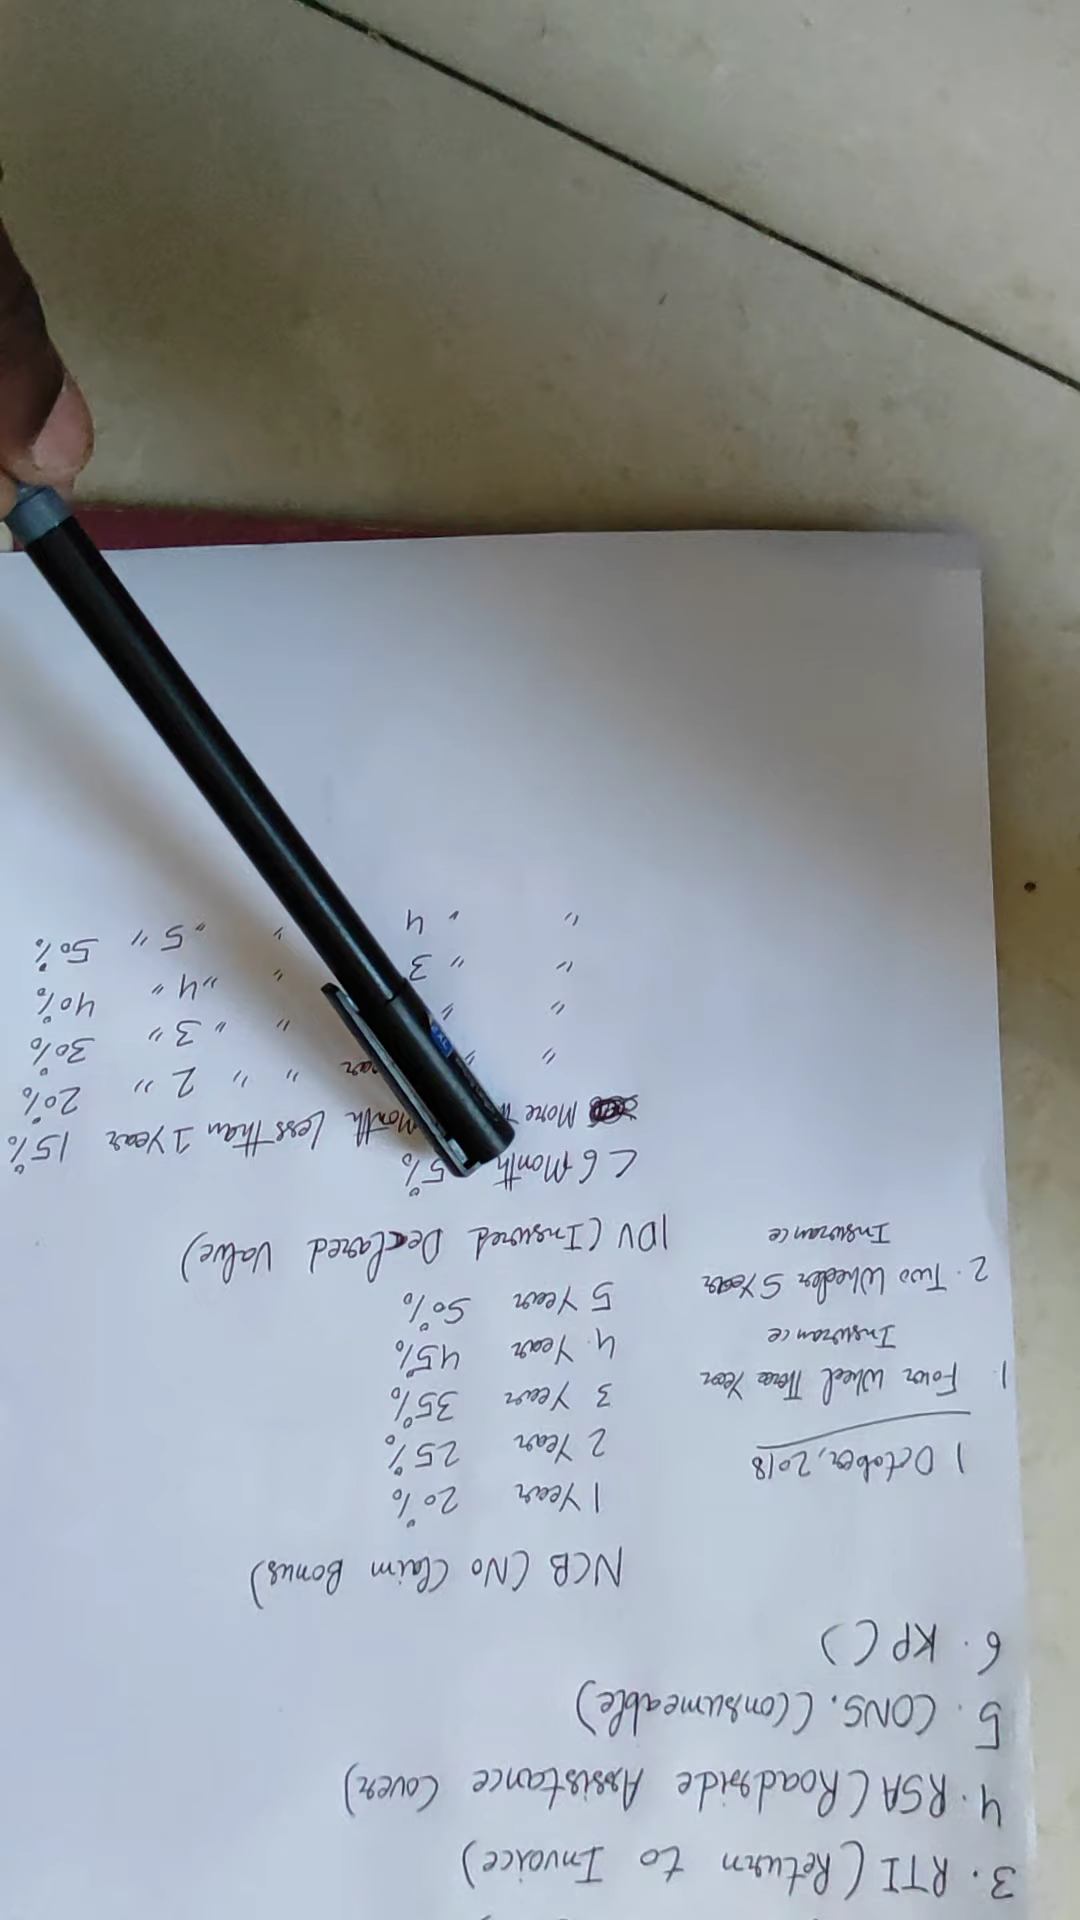 3. RTI (Return to Invoice)
4. RSA (Roadside Assistance Cover)
5. CONS. (Consumeable)
6. KP ( )
NCB (No Claim Bonus)
1 Year 20%
2 Year 25%
3 Year 35%
4. Year 45%
5 Year 50%
1 October, 2018
1. Four Wheel Three Year
Insurance
2. Two Wheeler 5 Year
Insurance
IDV (Insured Declared Value)
< 6 Month 5%
More Month Less than 1 Year 15%
" " " " 2 " 20%
" " " " 3 " 30%
" " 3 " " 4 " 40%
" " 4 " " 5 " 50%
XL